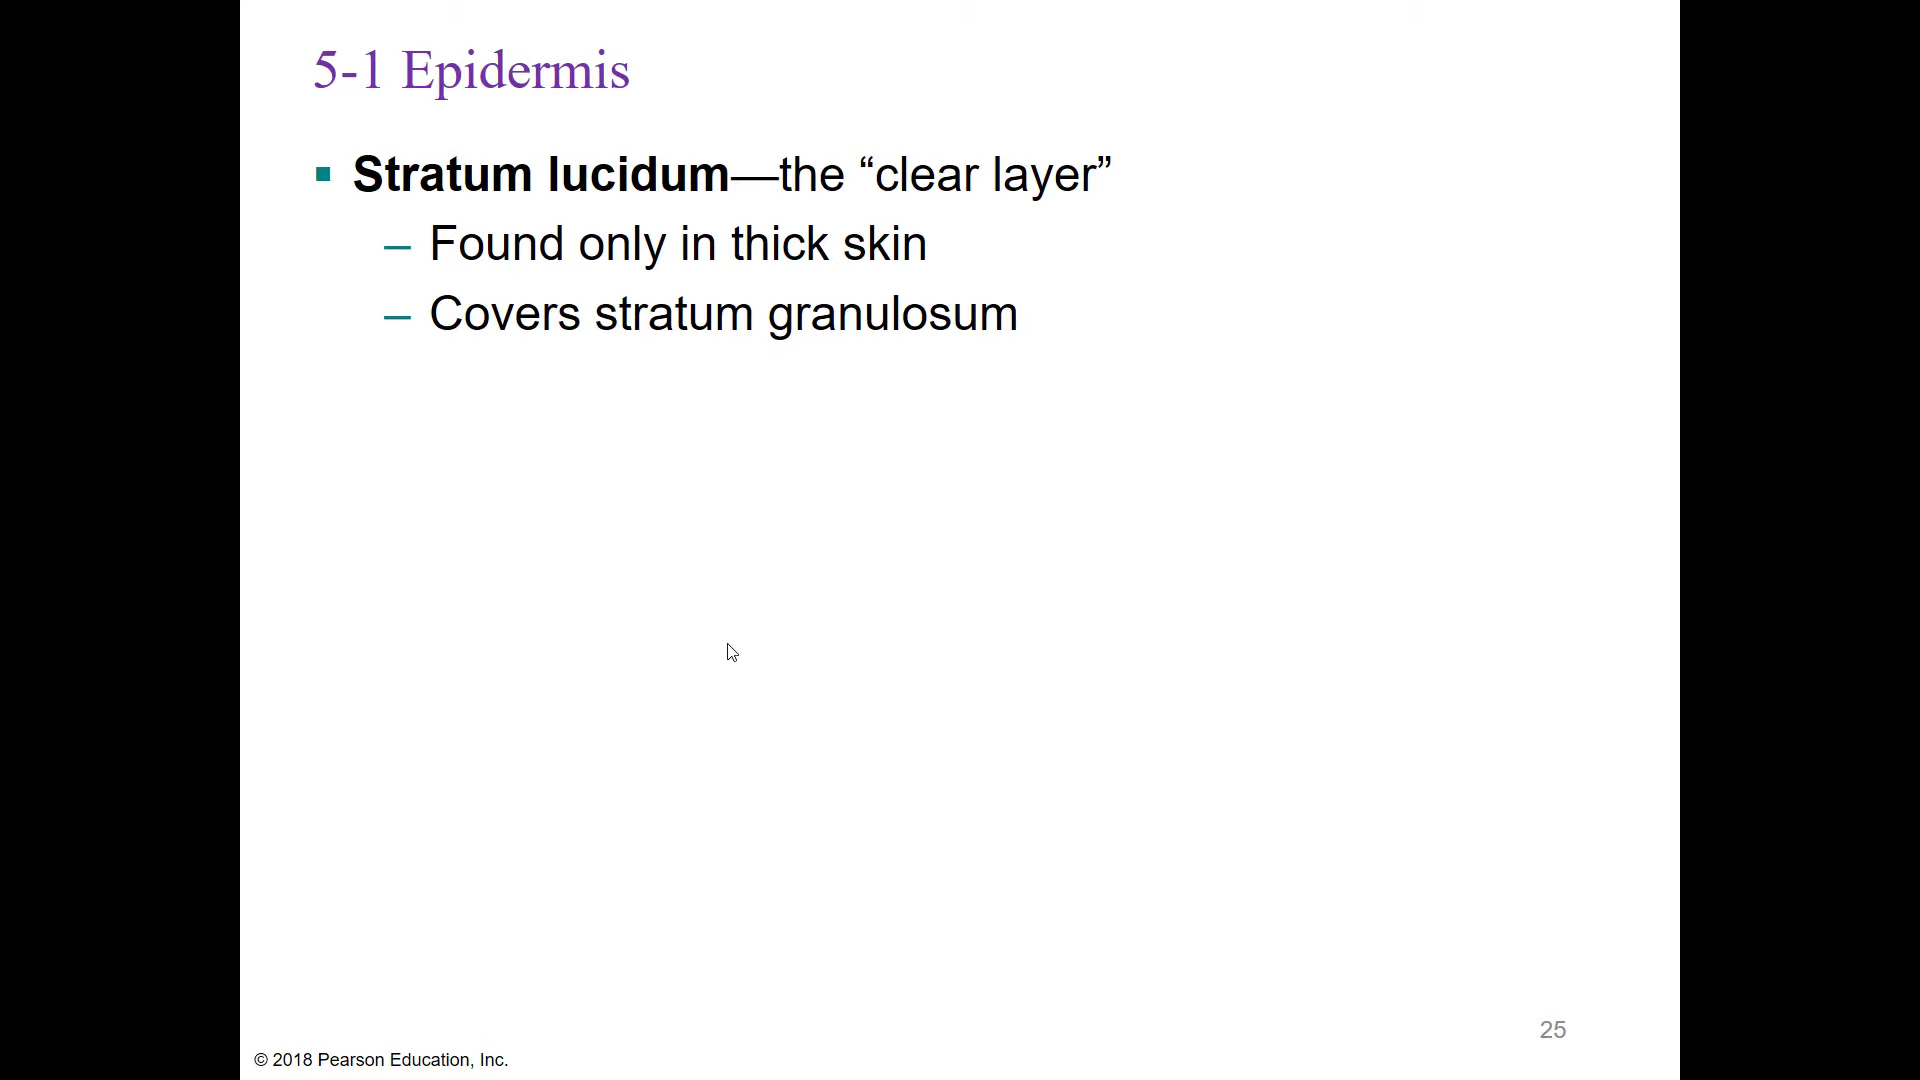 5-1 Epidermis
▪ Stratum lucidum—the “clear layer”
– Found only in thick skin
– Covers stratum granulosum
25
© 2018 Pearson Education, Inc.